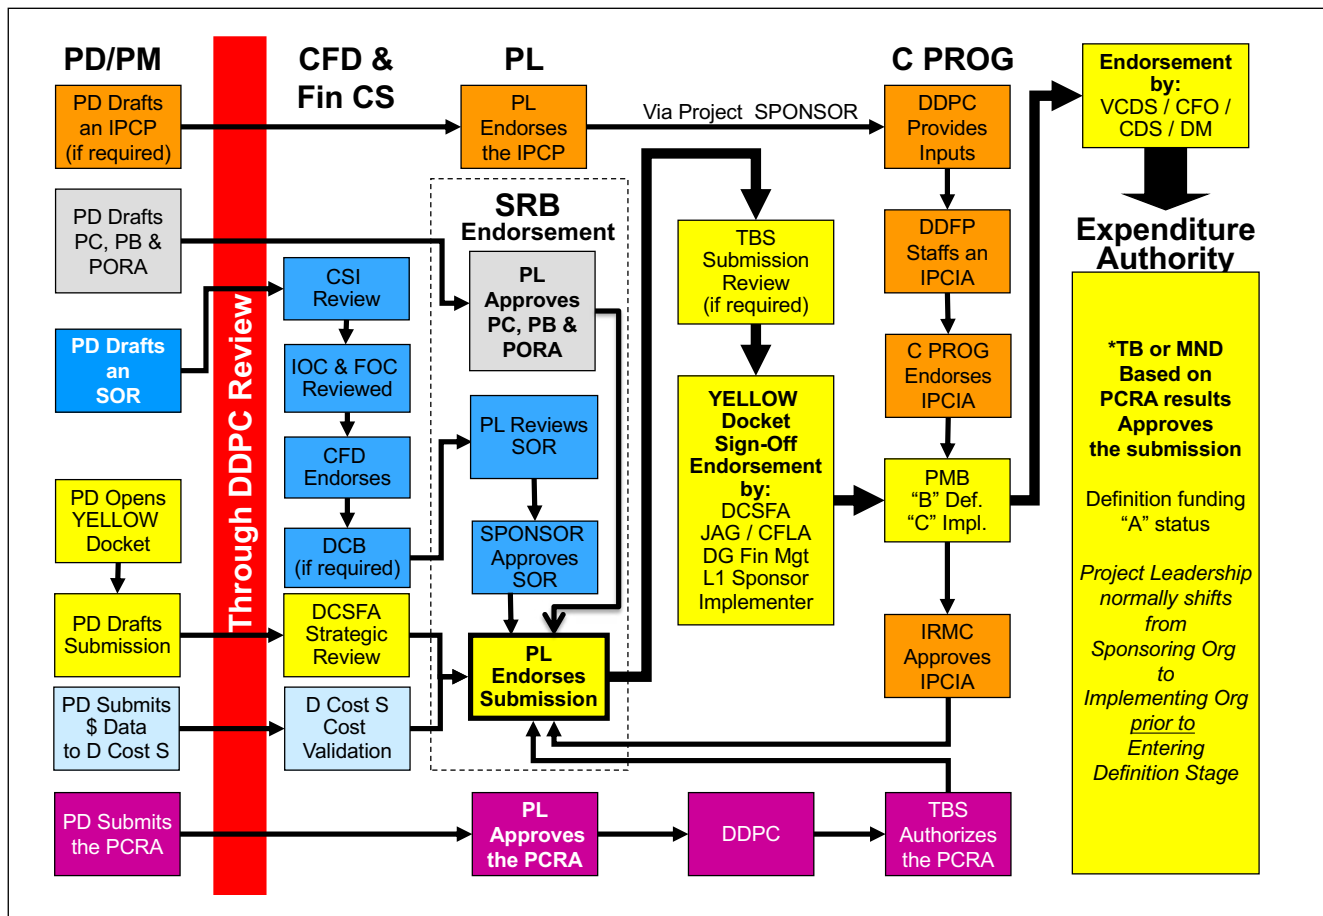 PD/PM
CFD &
Fin CS
PL
C PROG
PD Drafts
an IPCP
(if required)
PL
Endorses
the IPCP
Via Project SPONSOR
DDPC
Provides
Inputs
Endorsement
by:
VCDS / CFO /
CDS / DM
Through DDPC Review
PD Drafts
PC, PB &
PORA
SRB
Endorsement
PL
Approves
PC, PB &
PORA
TBS
Submission
Review
(if required)
DDFP
Staffs an
IPCIA
Expenditure
Authority
CSI
Review
PD Drafts
an
SOR
IOC & FOC
Reviewed
C PROG
Endorses
IPCIA
*TB or MND
Based on
PCRA results
Approves
the submission
Definition funding
“A” status
Project Leadership
normally shifts
from
Sponsoring Org
to
Implementing Org
prior to
Entering
Definition Stage
YELLOW
Docket
Sign-Off
Endorsement
by:
DCSFA
JAG / CFLA
DG Fin Mgt
L1 Sponsor
Implementer
PL Reviews
SOR
CFD
Endorses
PD Opens
YELLOW
Docket
PMB
“B” Def.
“C” Impl.
DCB
(if required)
SPONSOR
Approves
SOR
PD Drafts
Submission
DCSFA
Strategic
Review
PL
Endorses
Submission
IRMC
Approves
IPCIA
PD Submits
$ Data
to D Cost S
D Cost S
Cost
Validation
PD Submits
the PCRA
PL
Approves
the PCRA
DDPC
TBS
Authorizes
the PCRA